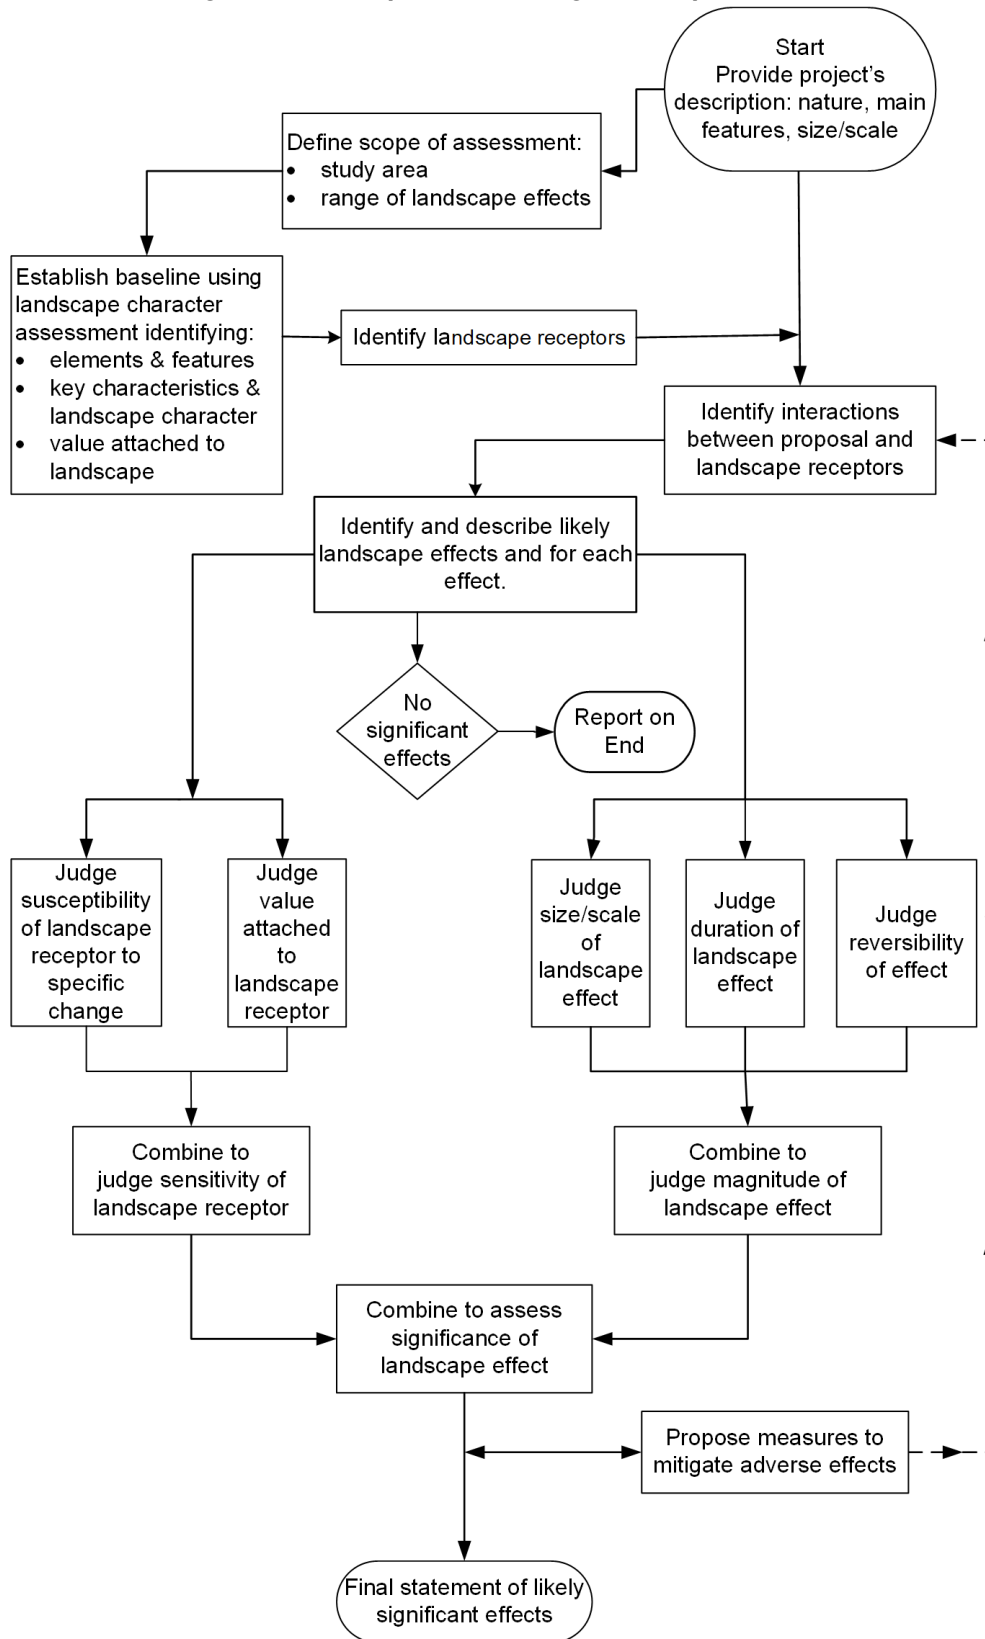 Start
Provide project's
description: nature, main
features, size/scale
Define scope of assessment:
• study area
• range of landscape effects
Establish baseline using
landscape character
assessment identifying:
• elements & features
• key characteristics &
landscape character
• value attached to
landscape
Identify landscape receptors
Identify interactions
between proposal and
landscape receptors
Identify and describe likely
landscape effects and for each
effect.
No
significant
effects
Report on
End
Judge
susceptibility
of landscape
receptor to
specific
change
Judge
value
attached
to
landscape
receptor
Judge
size/scale
of
landscape
effect
Judge
duration of
landscape
effect
Judge
reversibility
of effect
Combine to
judge sensitivity of
landscape receptor
Combine to
judge magnitude of
landscape effect
Combine to assess
significance of
landscape effect
Propose measures to
mitigate adverse effects
Final statement of likely
significant effects